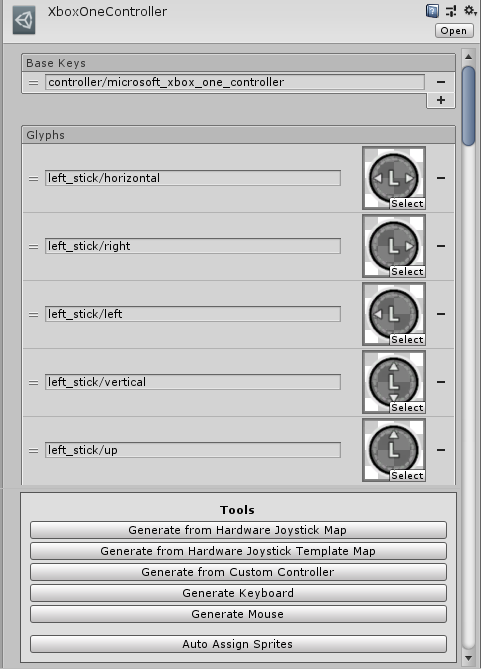 XboxOneController
Open
Base Keys
controller/microsoft_xbox_one_controller
Glyphs
left_stick/horizontal
L
Select
left_stick/right
L
Select
left_stick/left
L
Select
left_stick/vertical
L
Select
left_stick/up
L
Select
Tools
Generate from Hardware Joystick Map
Generate from Hardware Joystick Template Map
Generate from Custom Controller
Generate Keyboard
Generate Mouse
Auto Assign Sprites